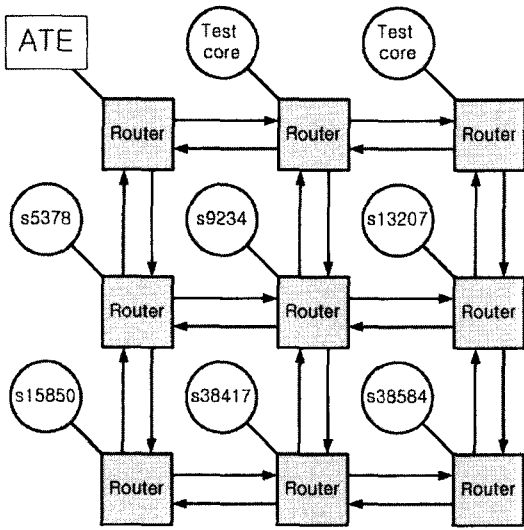 ATE
Test
core
Test
core
Router
Router
Router
s5378
s9234
s13207
Router
Router
Router
s15850
s38417
s38584
Router
Router
Router